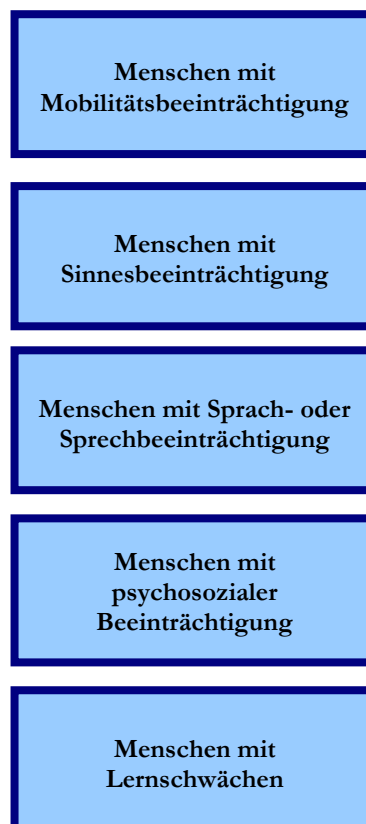 Menschen mit
Mobilitätsbeeinträchtigung
Menschen mit
Sinnesbeeinträchtigung
Menschen mit Sprach- oder
Sprechbeeinträchtigung
Menschen mit
psychosozialer
Beeinträchtigung
Menschen mit
Lernschwächen